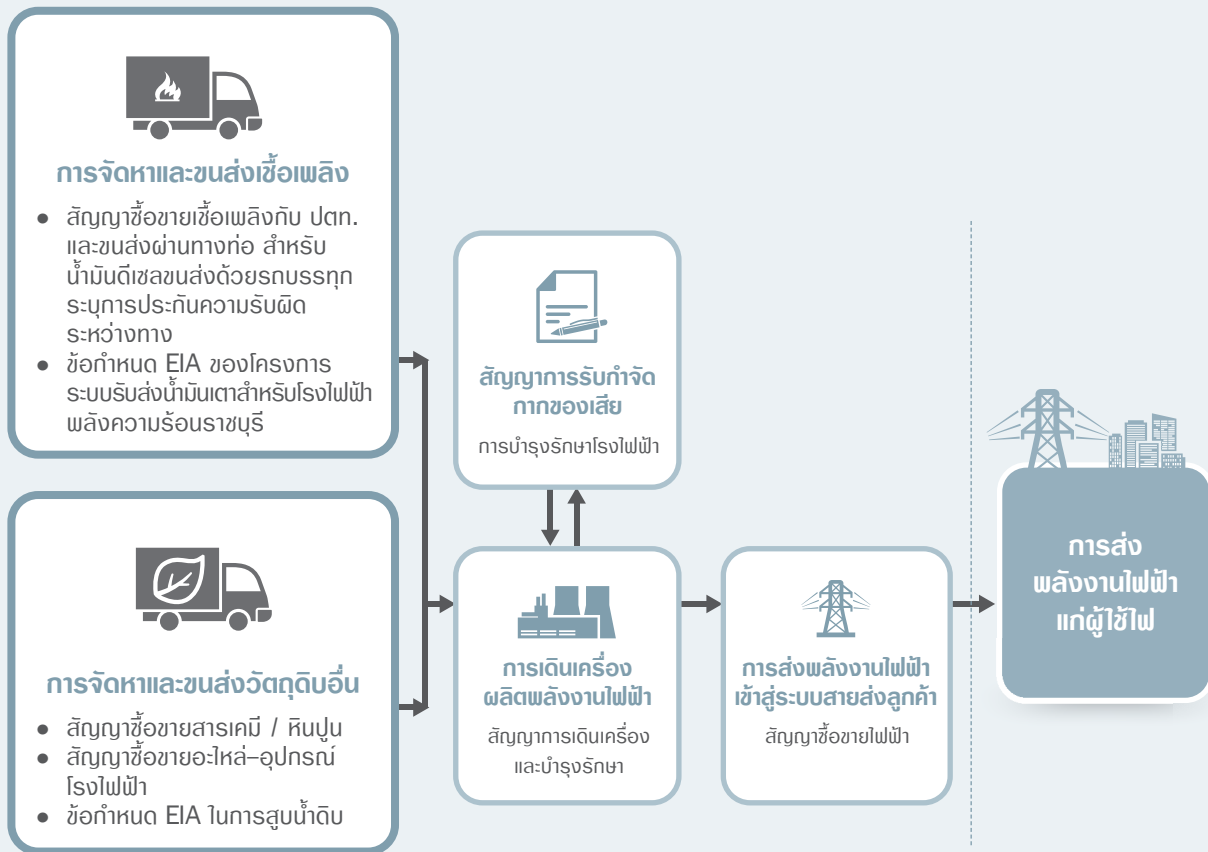 การจัดหาและขนส่งเชื้อเพลิง
● สัญญาซื้อขายเชื้อเพลิงกับ ปตท.
และขนส่งผ่านทางท่อ สำหรับ
น้ำมันดีเซลขนส่งด้วยรถบรรทุก
ระบุการประกันความรับผิด
ระหว่างทาง
● ข้อกำหนด EIA ของโครงการ
ระบบรับส่งน้ำมันเตาสำหรับโรงไฟฟ้า
พลังความร้อนราชบุรี
การจัดหาและขนส่งวัตถุดิบอื่น
● สัญญาซื้อขายสารเคมี / หินปูน
● สัญญาซื้อขายอะไหล่–อุปกรณ์
โรงไฟฟ้า
● ข้อกำหนด EIA ในการสูบน้ำดิบ
สัญญาการรับกำจัด
กากของเสีย
การบำรุงรักษาโรงไฟฟ้า
การเดินเครื่อง
ผลิตพลังงานไฟฟ้า
สัญญาการเดินเครื่อง
และบำรุงรักษา
การส่งพลังงานไฟฟ้า
เข้าสู่ระบบสายส่งลูกค้า
สัญญาซื้อขายไฟฟ้า
การส่ง
พลังงานไฟฟ้า
แก่ผู้ใช้ไฟ